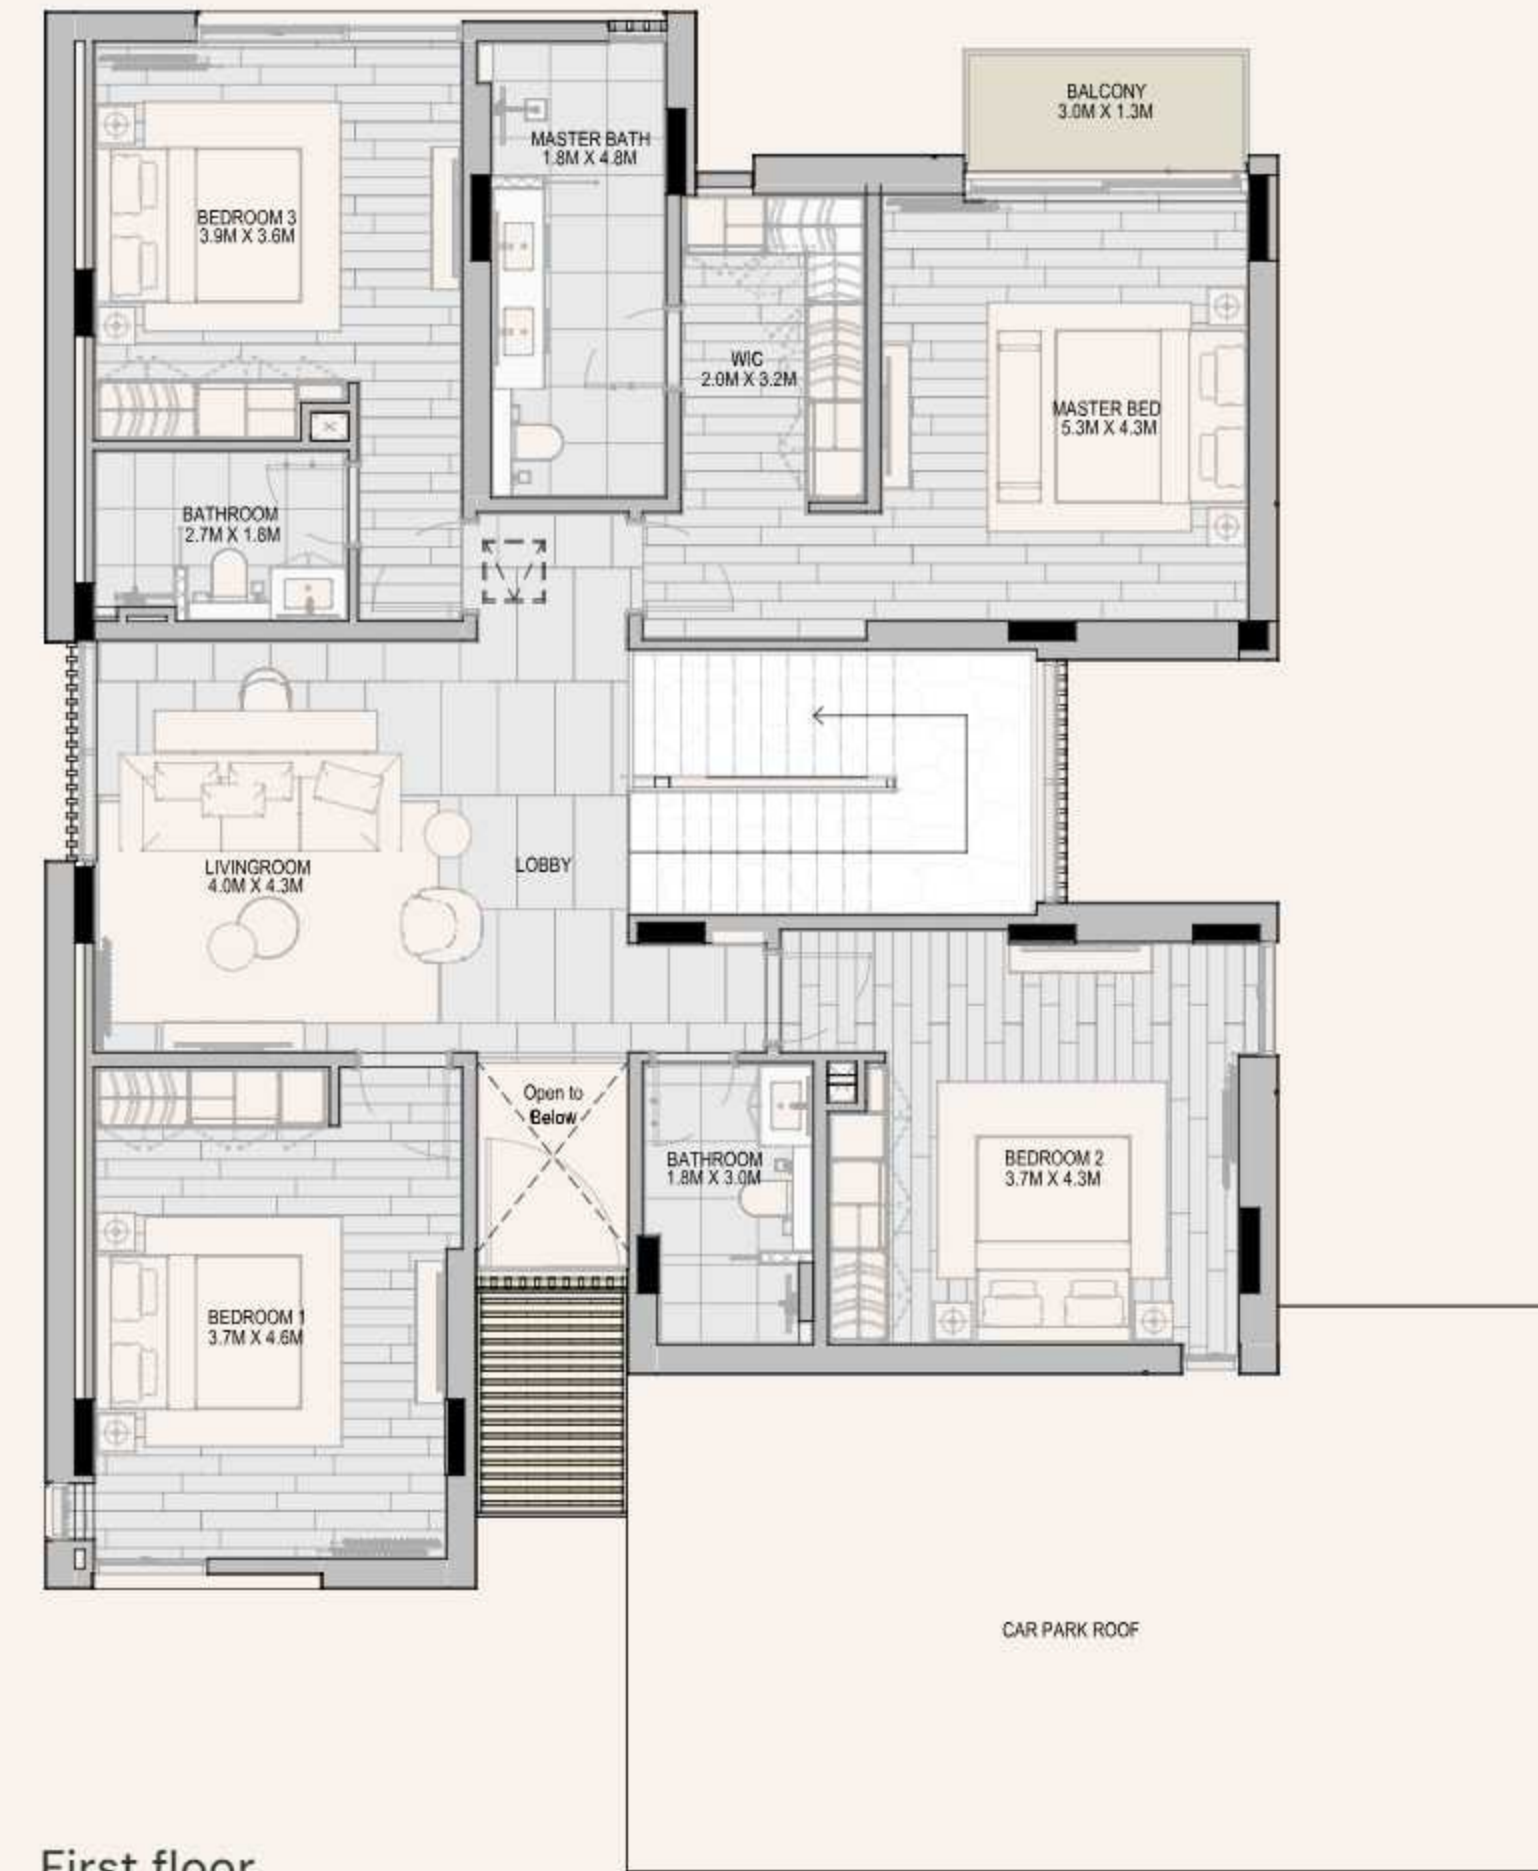 BALCONY
3.0M X 1.3M
MASTER BATH
1.8M X 4.8M
BEDROOM 3
3.9M X 3.6M
WIC
2.0M X 3.2M
MASTER BED
5.3M X 4.3M
BATHROOM
2.7M X 1.8M
LIVINGROOM
4.0M X 4.3M
LOBBY
Open to
Below
BATHROOM
1.8M X 3.0M
BEDROOM 2
3.7M X 4.3M
BEDROOM 1
3.7M X 4.6M
CAR PARK ROOF
First floor